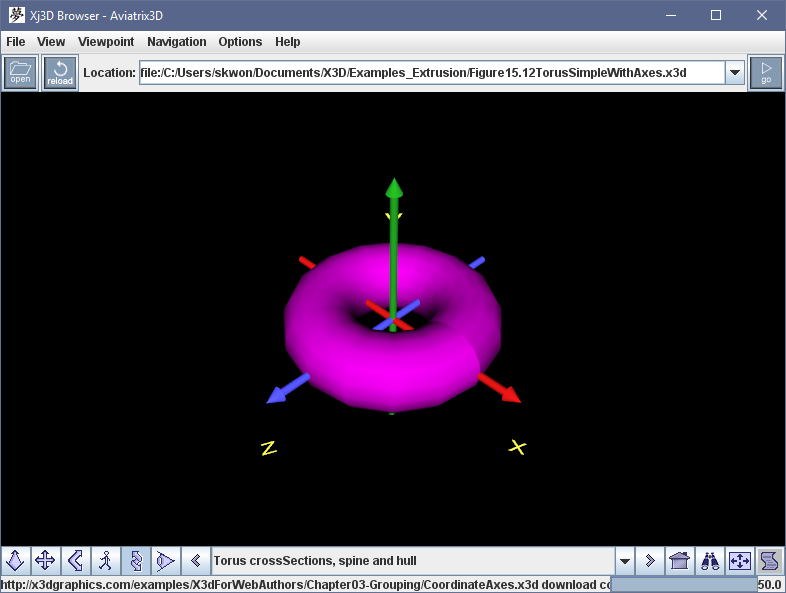 夢 Xj3D Browser - Aviatrix3D
File View Viewpoint Navigation Options Help
open reload Location: file:/C:/Users/skwon/Documents/X3D/Examples_Extrusion/Figure15.12TorusSimpleWithAxes.x3d go
Y
Z X
Torus crossSections, spine and hull
http://x3dgraphics.com/examples/X3dForWebAuthors/Chapter03-Grouping/CoordinateAxes.x3d download co 50.0